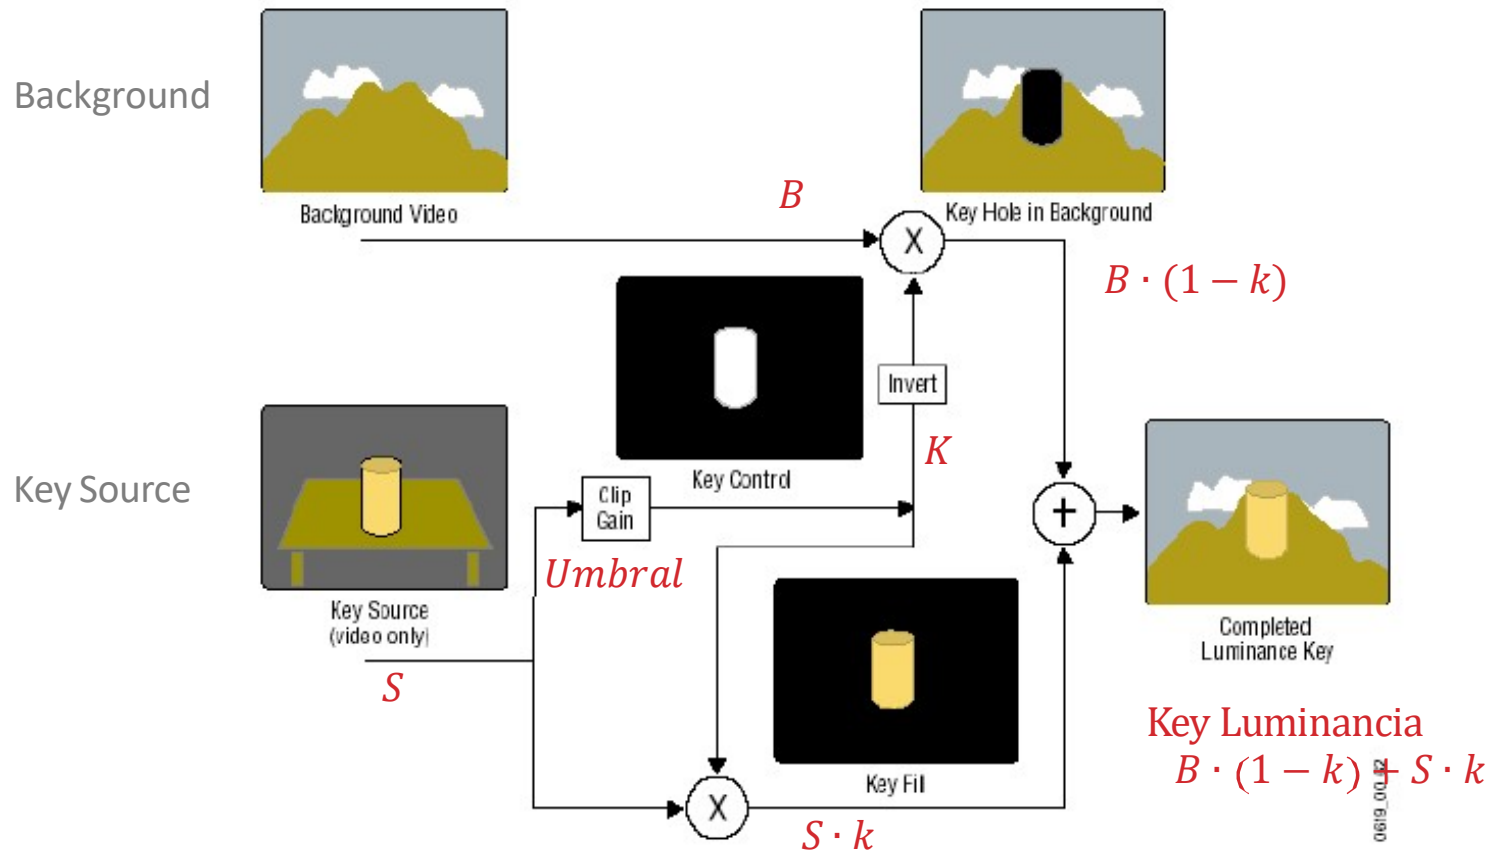 Background
Background Video
B
X
Key Hole in Background
B · (1 − k)
Invert
K
Key Control
Key Source
Clip
Gain
Umbral
+
Key Source
(video only)
S
Completed
Luminance Key
Key Fill
X
S · k
Key Luminancia
B · (1 − k) + S · k